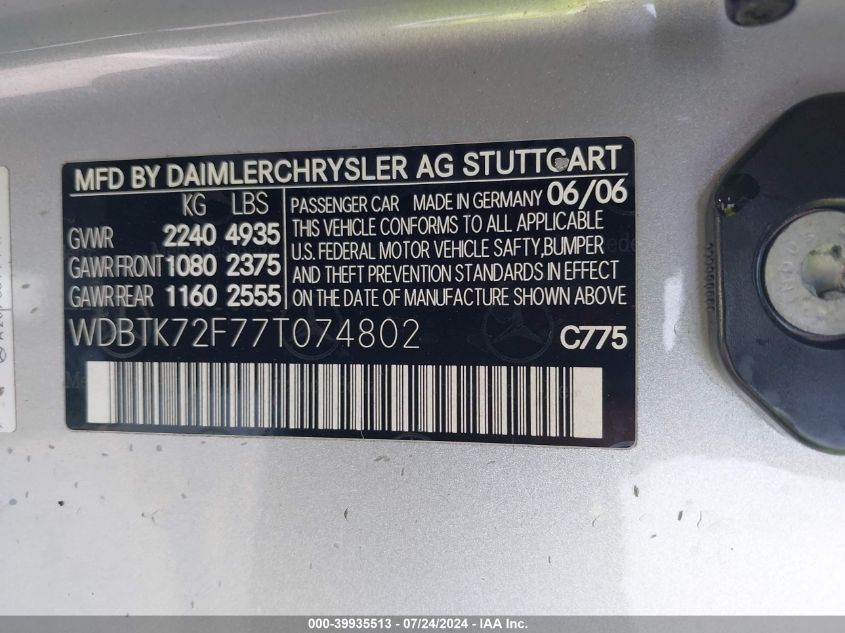 MFD BY DAIMLERCHRYSLER AG STUTTGART
KG LBS
GVWR 2240 4935
GAWR FRONT 1080 2375
GAWR REAR 1160 2555
PASSENGER CAR MADE IN GERMANY 06/06
THIS VEHICLE CONFORMS TO ALL APPLICABLE
U.S. FEDERAL MOTOR VEHICLE SAFTY,BUMPER
AND THEFT PREVENTION STANDARDS IN EFFECT
ON THE DATE OF MANUFACTURE SHOWN ABOVE.
WDBTK72F77T074802 C775
000-39935513 - 07/24/2024 - IAA Inc.